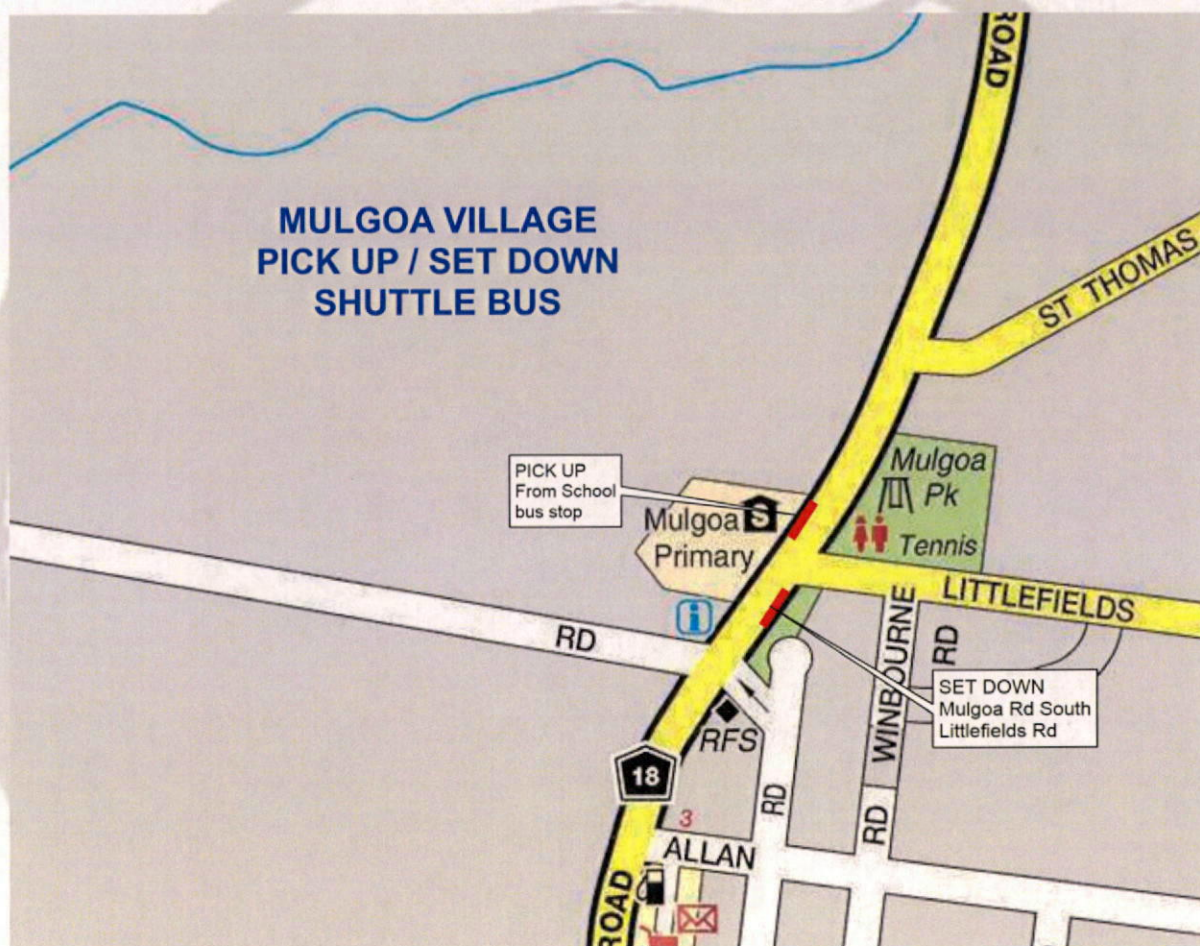 ROAD
MULGOA VILLAGE
PICK UP / SET DOWN
SHUTTLE BUS
ST THOMAS
PICK UP
From School
bus stop
Mulgoa
Pk
Tennis
S
Mulgoa
Primary
i
LITTLEFIELDS
RD
WINBOURNE
RD
SET DOWN
Mulgoa Rd South
Littlefields Rd
RFS
18
RD
RD
3
ALLAN
ROAD